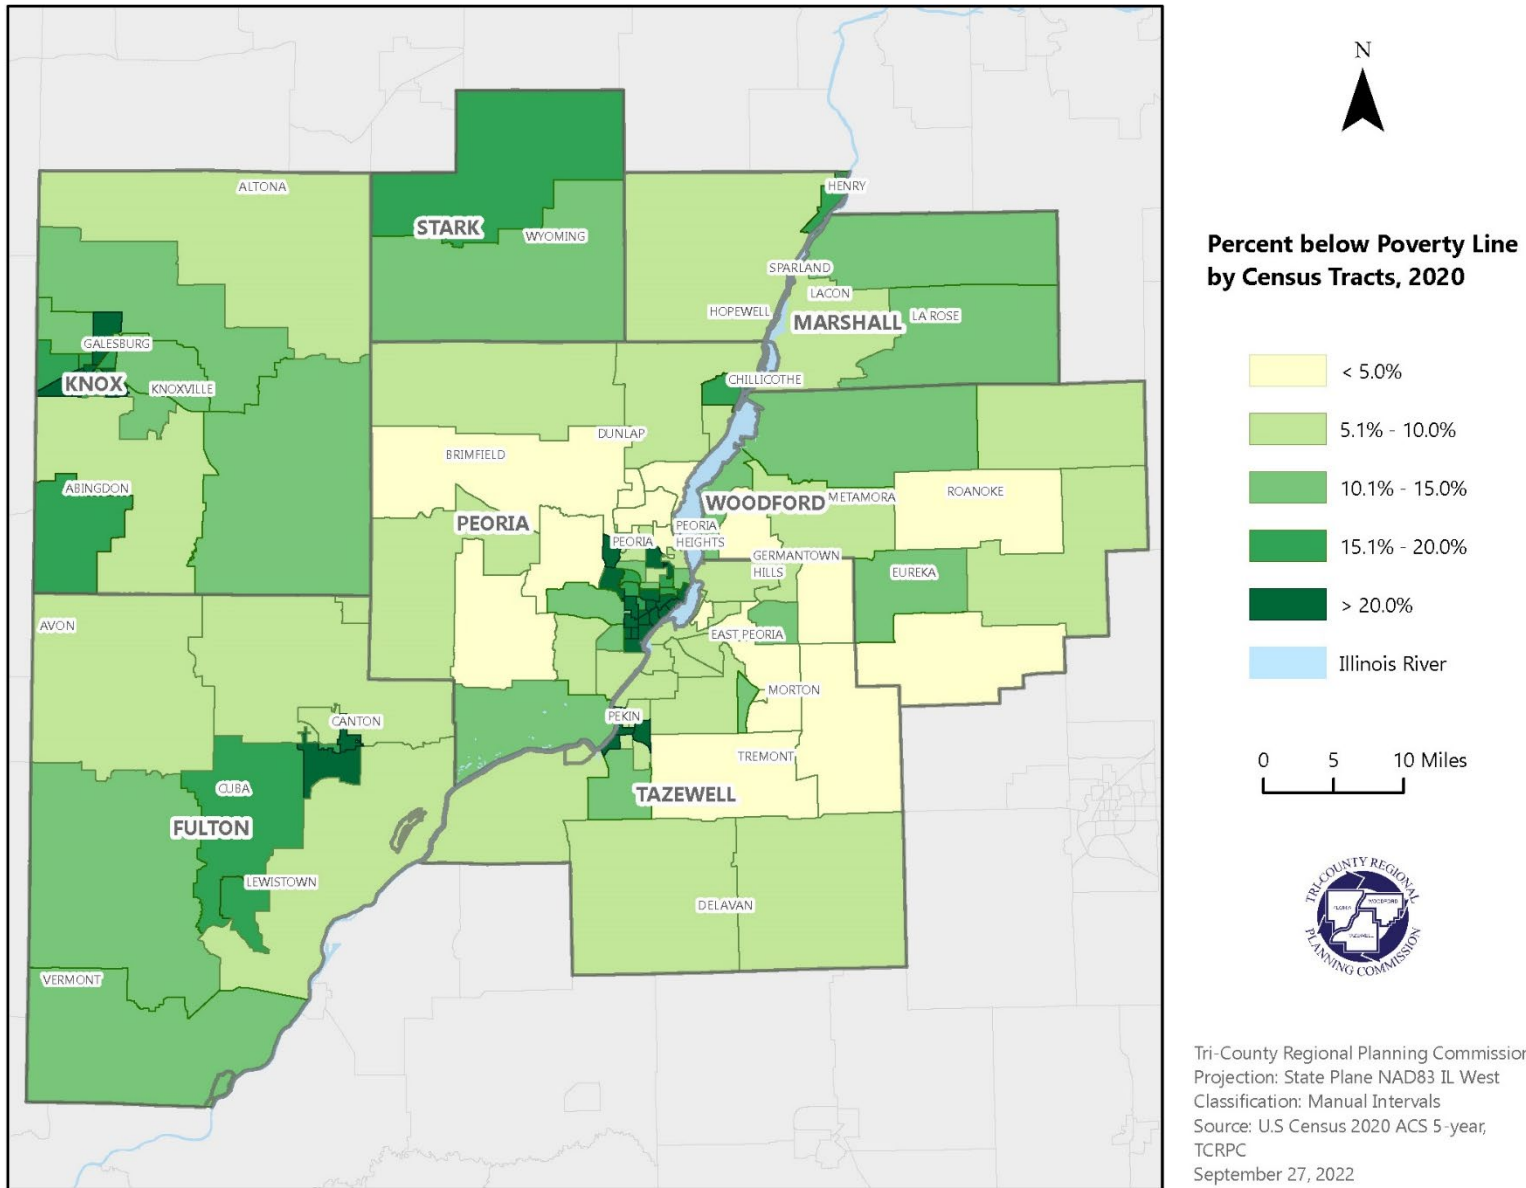 N
Percent below Poverty Line
by Census Tracts, 2020
< 5.0%
5.1% - 10.0%
10.1% - 15.0%
15.1% - 20.0%
> 20.0%
Illinois River
0 5 10 Miles
TRI-COUNTY REGIONAL
PEORIA
WOODFORD
TAZEWELL
PLANNING COMMISSION
Tri-County Regional Planning Commission
Projection: State Plane NAD83 IL West
Classification: Manual Intervals
Source: U.S Census 2020 ACS 5-year,
TCRPC
September 27, 2022
ALTONA
HENRY
STARK
WYOMING
SPARLAND
LACON
HOPEWELL
MARSHALL
LA ROSE
GALESBURG
KNOX
KNOXVILLE
CHILLICOTHE
DUNLAP
BRIMFIELD
ABINGDON
ROANOKE
METAMORA
WOODFORD
PEORIA
PEORIA
HEIGHTS
PEORIA
GERMANTOWN
HILLS
EUREKA
AVON
EAST PEORIA
MORTON
PEKIN
CANTON
TREMONT
CUBA
TAZEWELL
FULTON
LEWISTOWN
DELAVAN
VERMONT